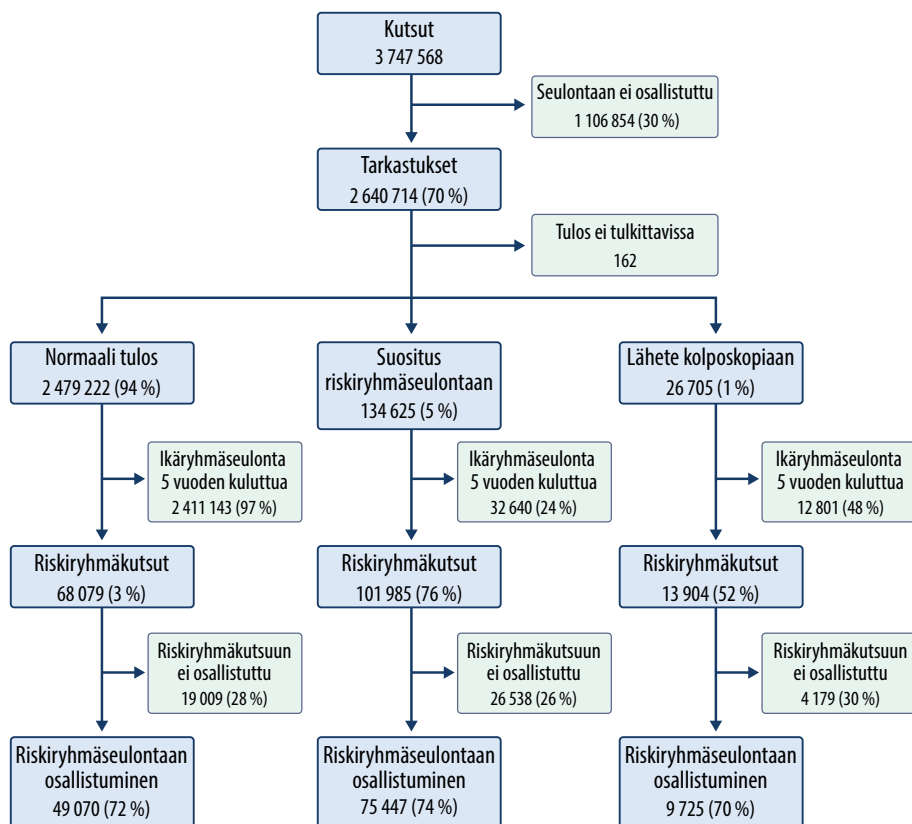 Kutsut
3 747 568
Seulontaan ei osallistuttu
1 106 854 (30 %)
Tarkastukset
2 640 714 (70 %)
Tulos ei tulkittavissa
162
Normaali tulos
2 479 222 (94 %)
Suositus
riskiryhmäseulontaan
134 625 (5 %)
Lähete kolposkopiaan
26 705 (1 %)
Ikäryhmäseulonta
5 vuoden kuluttua
2 411 143 (97 %)
Ikäryhmäseulonta
5 vuoden kuluttua
32 640 (24 %)
Ikäryhmäseulonta
5 vuoden kuluttua
12 801 (48 %)
Riskiryhmäkutsut
68 079 (3 %)
Riskiryhmäkutsut
101 985 (76 %)
Riskiryhmäkutsut
13 904 (52 %)
Riskiryhmäkutsuun
ei osallistuttu
19 009 (28 %)
Riskiryhmäkutsuun
ei osallistuttu
26 538 (26 %)
Riskiryhmäkutsuun
ei osallistuttu
4 179 (30 %)
Riskiryhmäseulontaan
osallistuminen
49 070 (72 %)
Riskiryhmäseulontaan
osallistuminen
75 447 (74 %)
Riskiryhmäseulontaan
osallistuminen
9 725 (70 %)